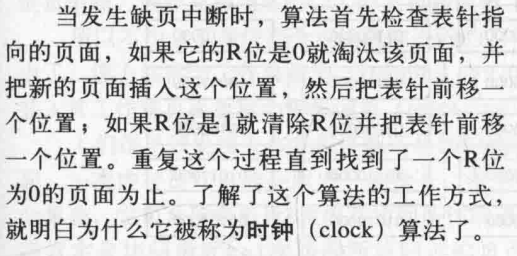 当发生缺页中断时，算法首先检查表针指
向的页面，如果它的R位是0就淘汰该页面，并
把新的页面插入这个位置，然后把表针前移一
个位置；如果R位是1就清除R位并把表针前移
一个位置。重复这个过程直到找到了一个R位
为0的页面为止。了解了这个算法的工作方式，
就明白为什么它被称为时钟（clock）算法了。